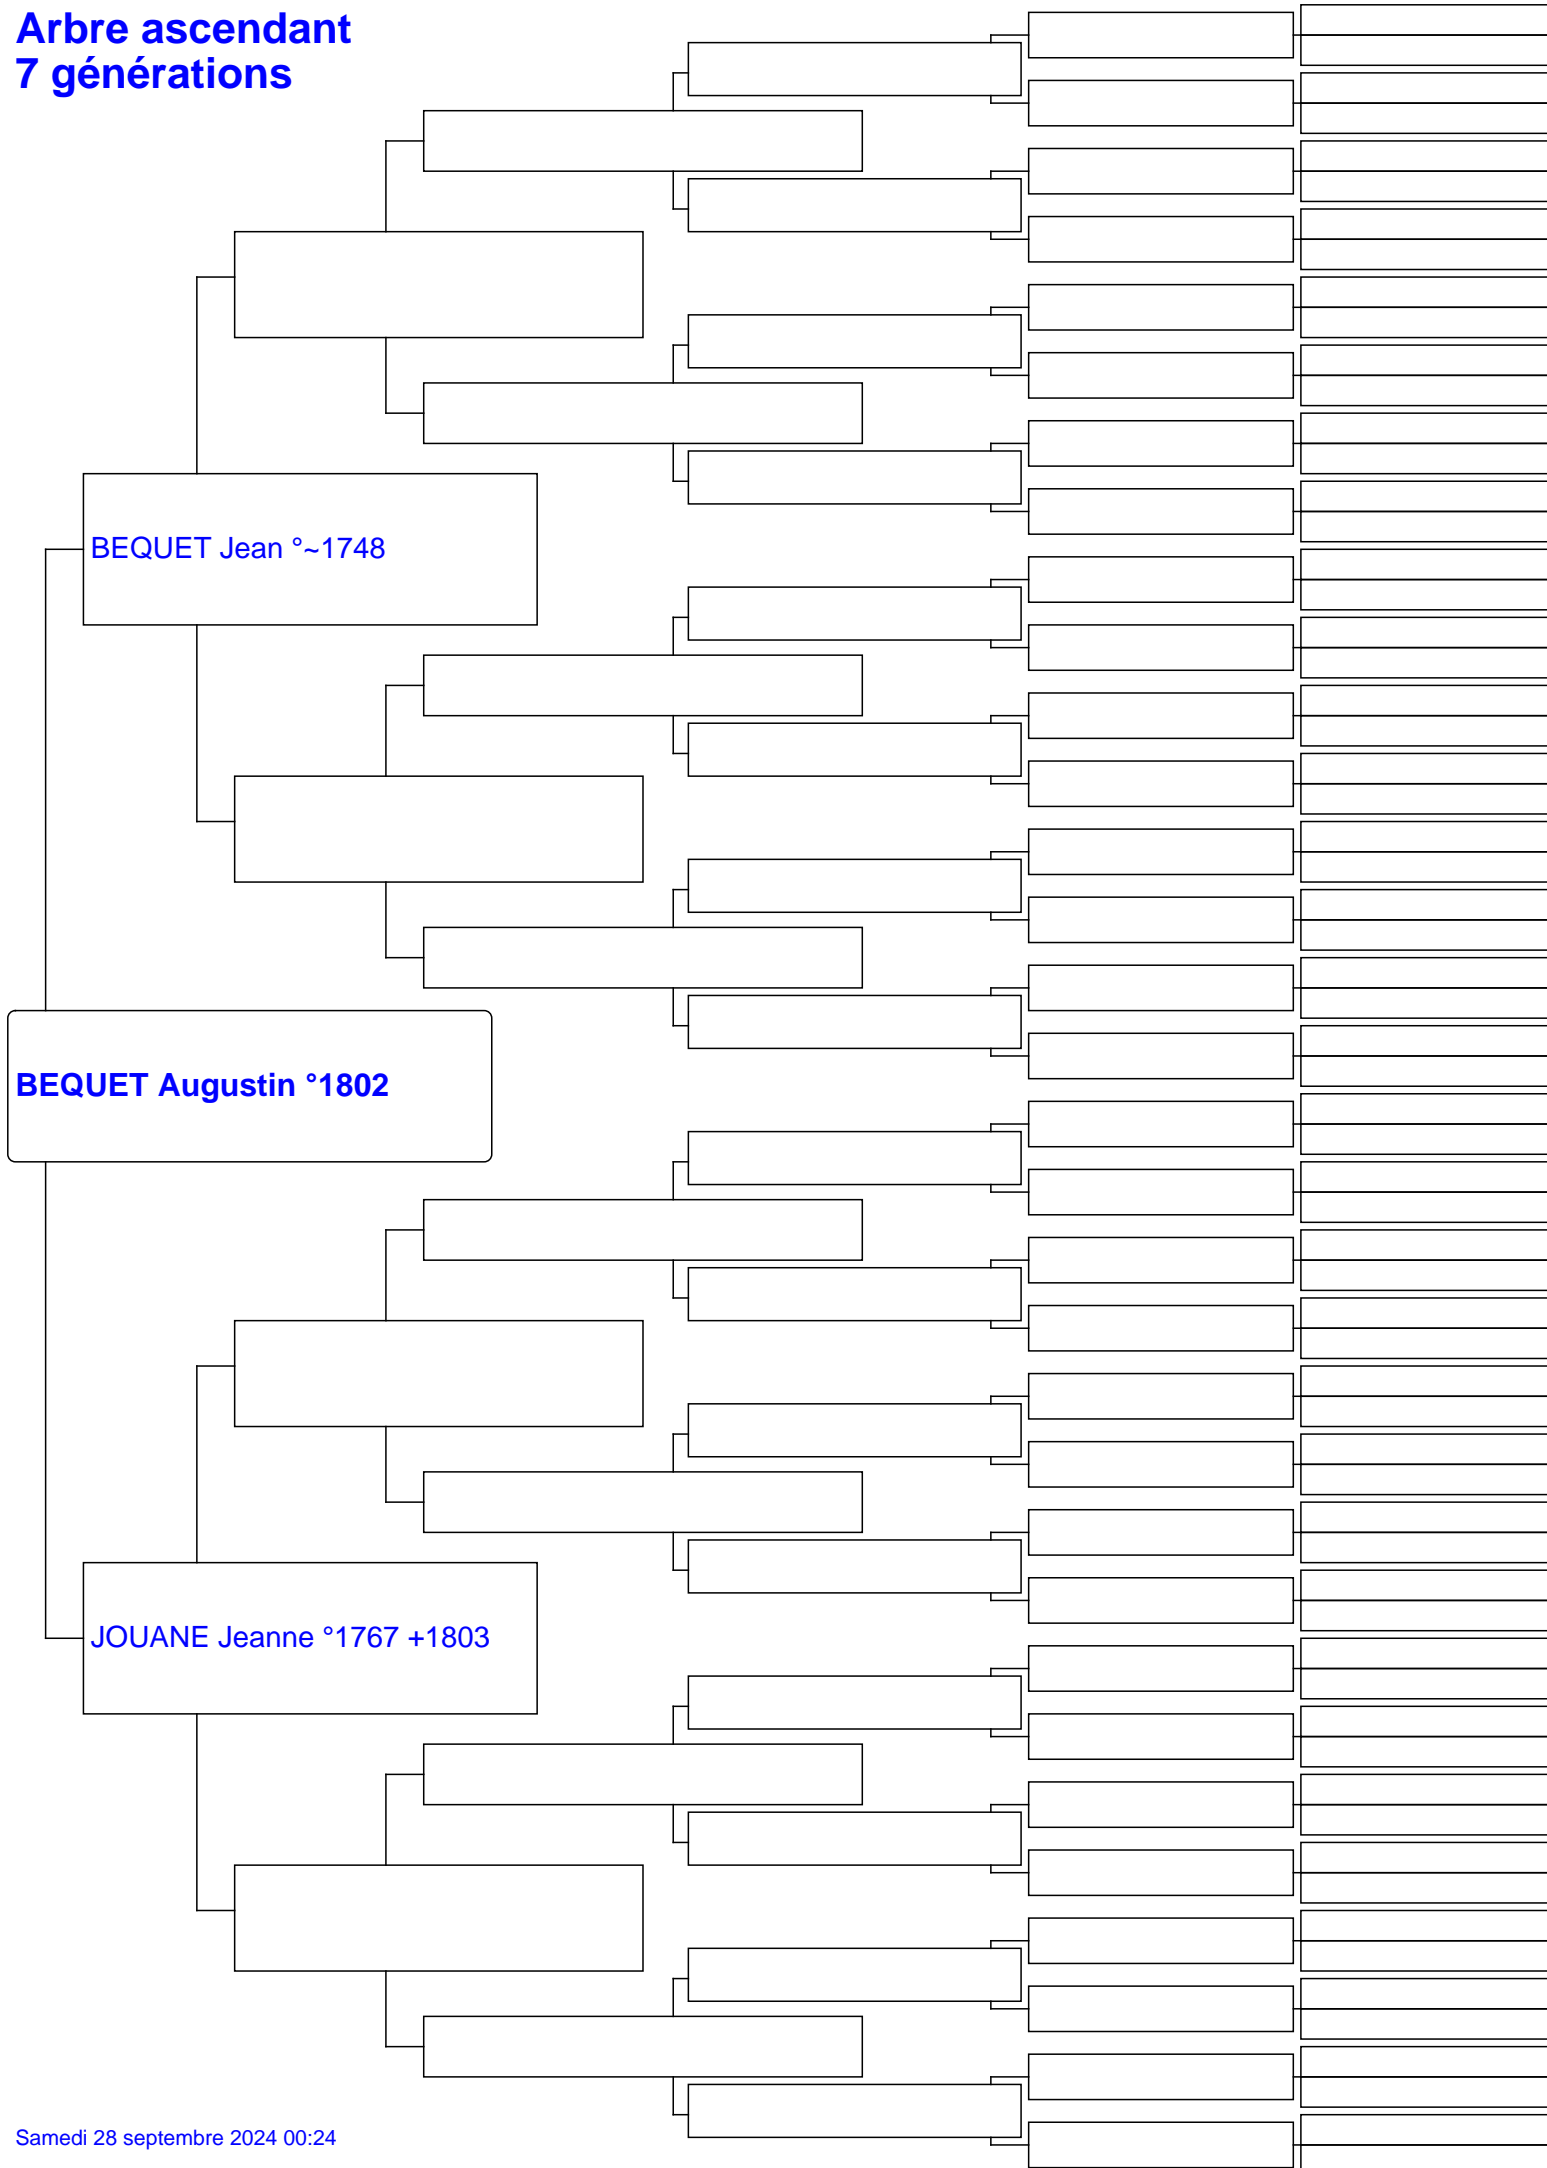 Arbre ascendant
7 générations
BEQUET Jean °~1748
BEQUET Augustin °1802
JOUANE Jeanne °1767 +1803
Samedi 28 septembre 2024 00:24